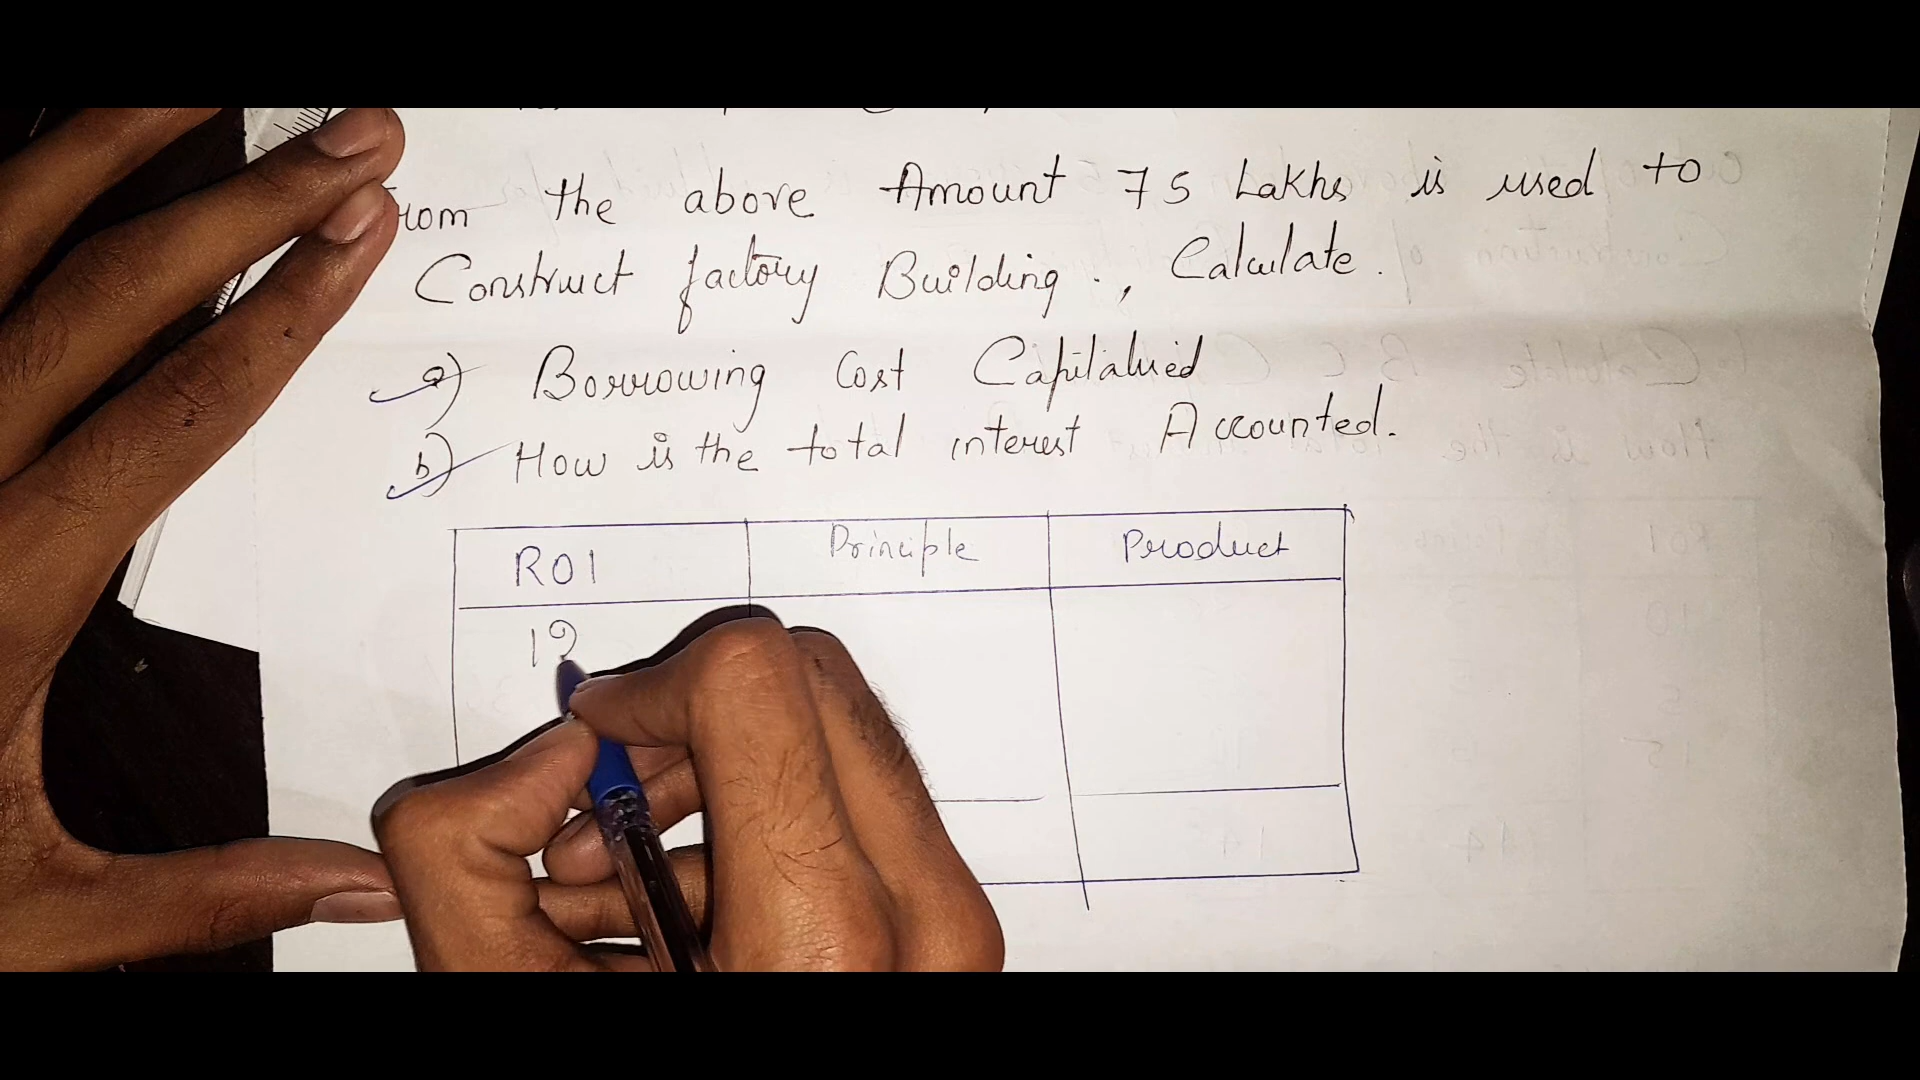 From the above Amount 75 Lakhs is used to
Construct factory Building ., Calculate.
a) Borrowing Cost Capitalised
b) How is the total interest Accounted.
ROI Principle Product
12